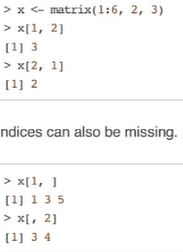 > x <- matrix(1:6, 2, 3)
> x[1, 2]
[1] 3
> x[2, 1]
[1] 2
ndices can also be missing.
> x[1, ]
[1] 1 3 5
> x[, 2]
[1] 3 4